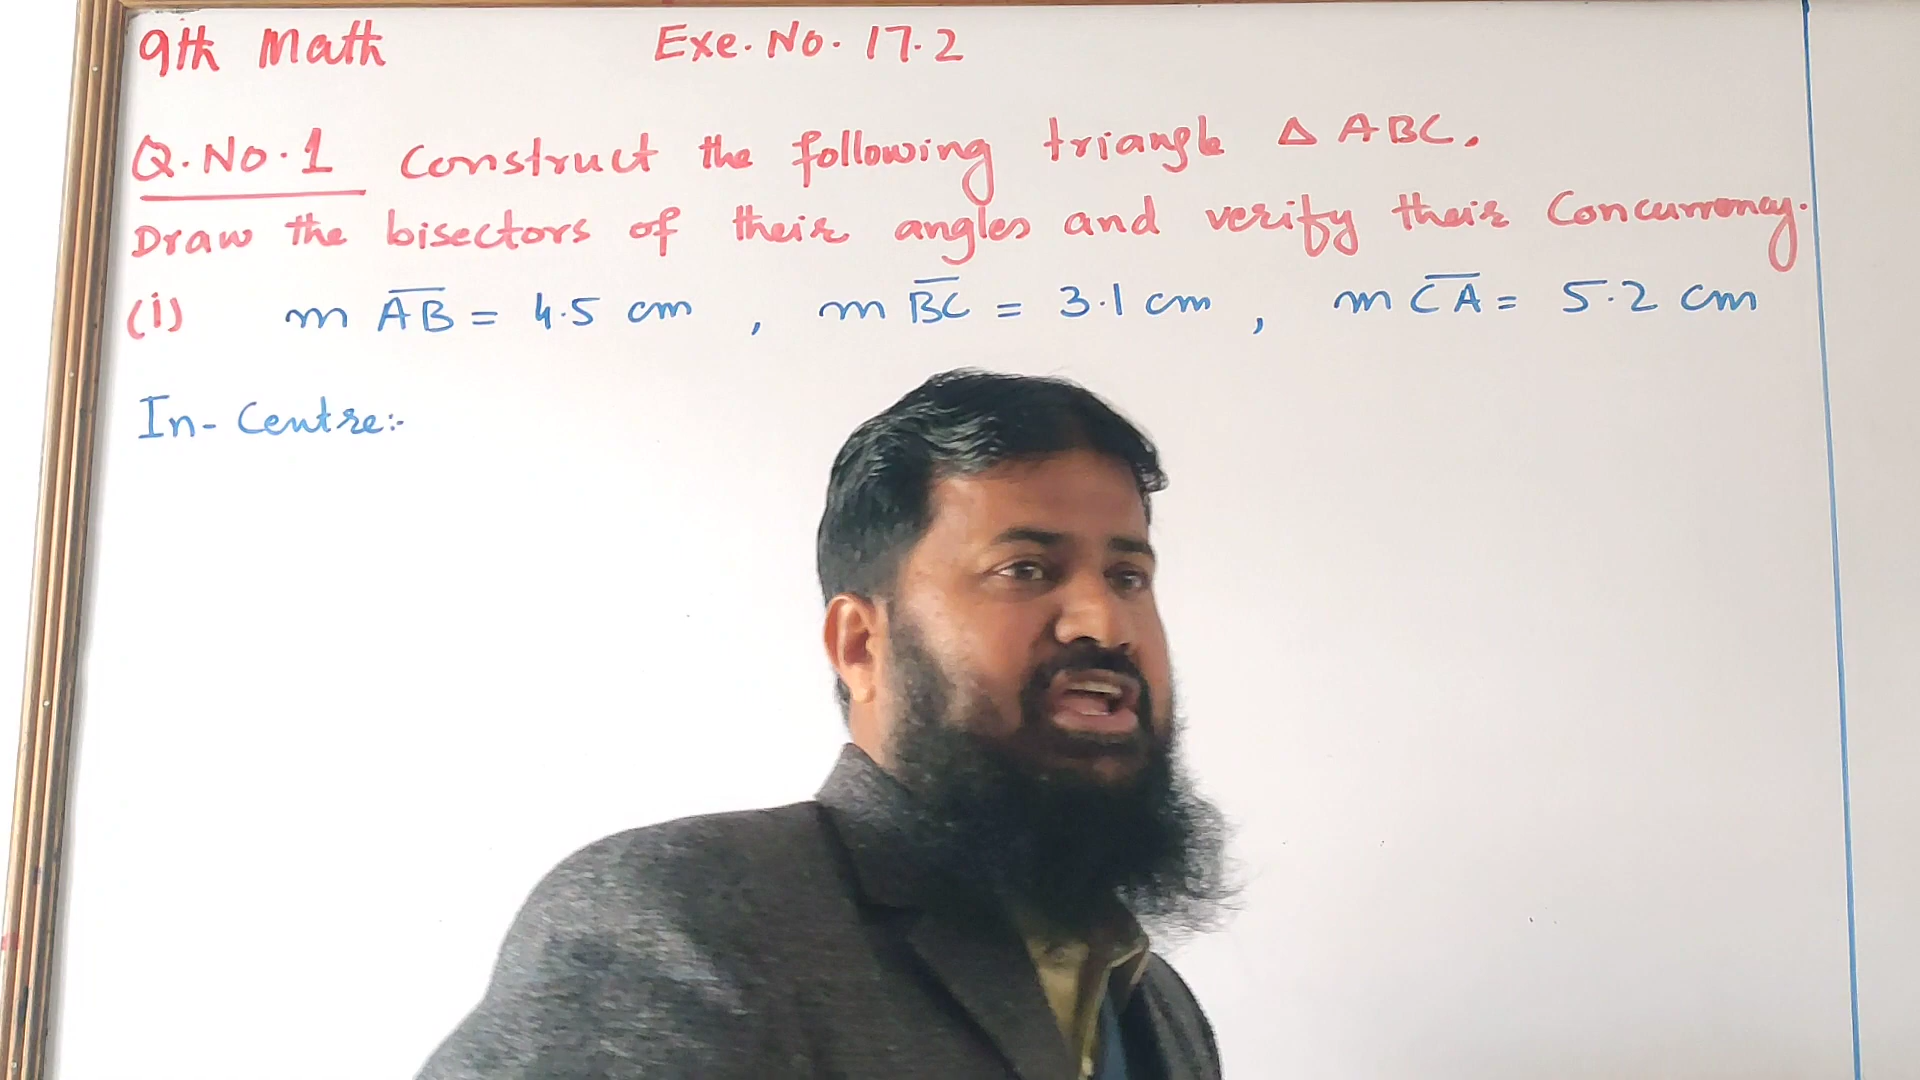 9th Math Exe. No. 17.2
Q.No.1 Construct the following triangle Δ ABC.
Draw the bisectors of their angles and verify their Concurrency.
(i) m AB = 4.5 cm , m BC = 3.1 cm , m CA = 5.2 cm
In-Centre:-